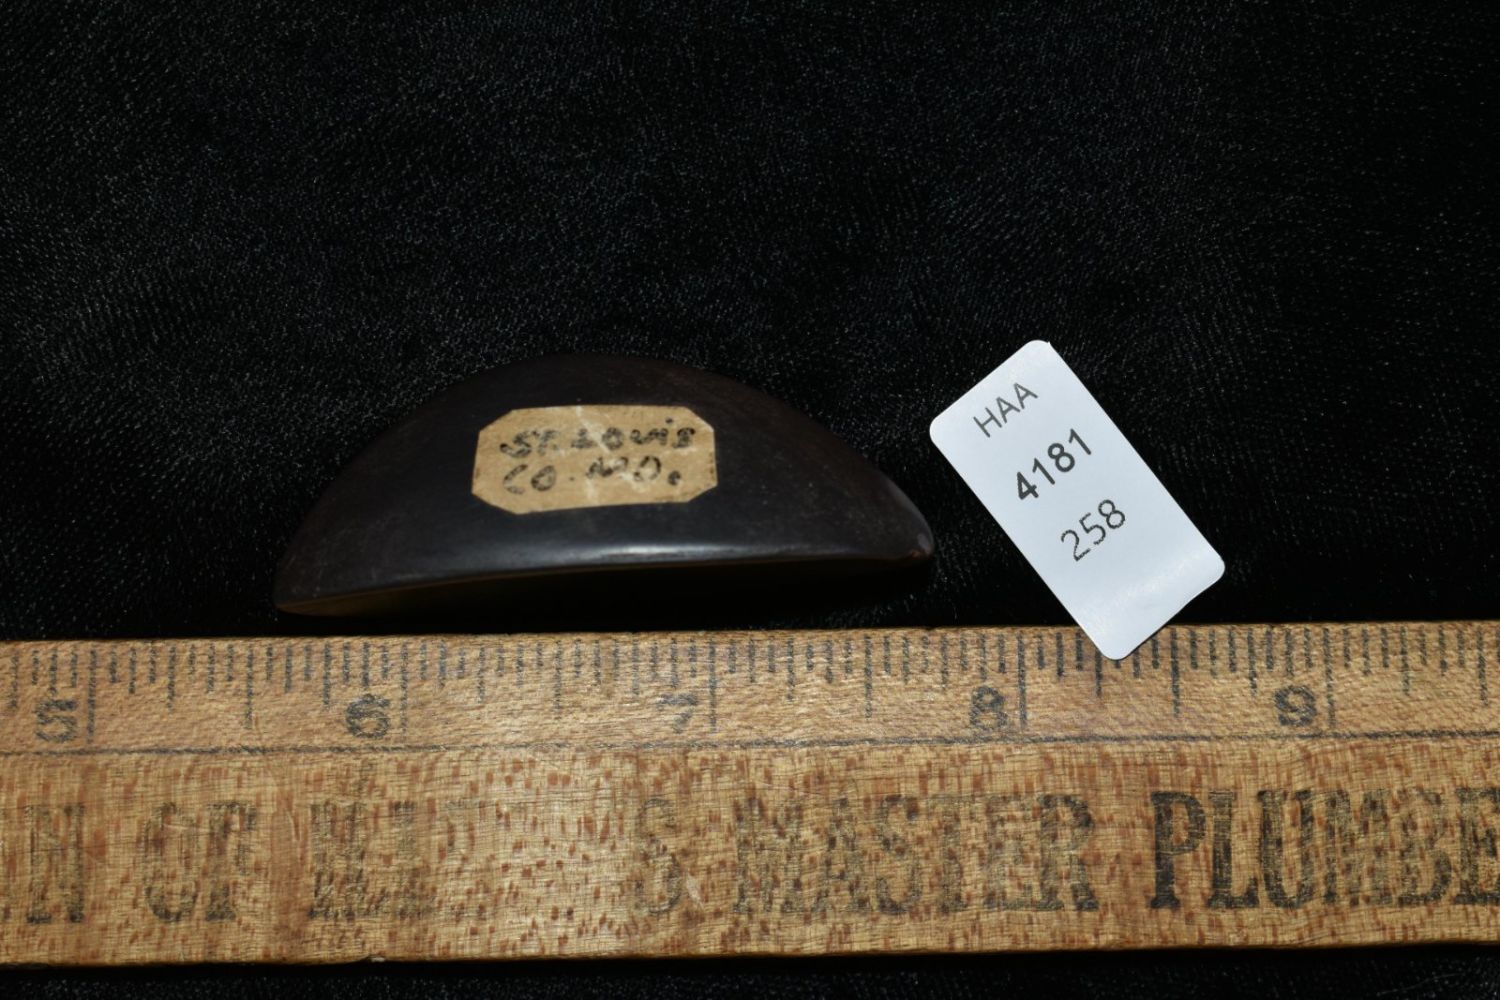 ST. LOUIS
CO. MO.
HAA
4181
258
5 6 7 8 9
MASTER PLUMBE